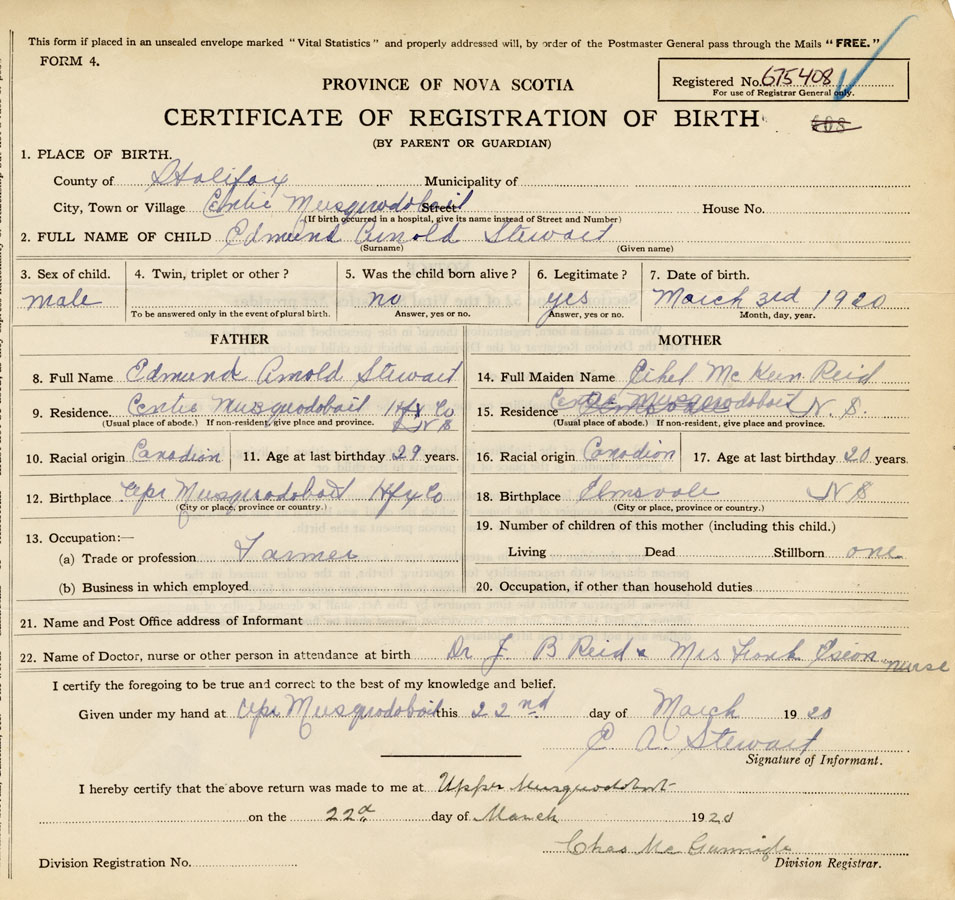 This form if placed in an unsealed envelope marked "Vital Statistics" and properly addressed will, by order of the Postmaster General pass through the Mails "FREE."
FORM 4.
Registered No. 675408
For use of Registrar General only.
PROVINCE OF NOVA SCOTIA
CERTIFICATE OF REGISTRATION OF BIRTH
608
(BY PARENT OR GUARDIAN)
1. PLACE OF BIRTH.
County of Halifax Municipality of
City, Town or Village Centre Musquodoboit Street House No.
(If birth occurred in a hospital, give its name instead of Street and Number)
2. FULL NAME OF CHILD Edmund Arnold Stewart
(Surname) (Given name)
3. Sex of child. 4. Twin, triplet or other? 5. Was the child born alive? 6. Legitimate? 7. Date of birth.
male no yes March 3rd 1920
To be answered only in the event of plural birth. Answer, yes or no. Answer, yes or no. Month, day, year.
FATHER MOTHER
8. Full Name Edmund Arnold Stewart 14. Full Maiden Name Ethel McKeen Reid
9. Residence. Centre Musquodoboit Hfx Co N S 15. Residence Centre Musquodoboit N. S.
(Usual place of abode.) If non-resident, give place and province. (Usual place of abode.) If non-resident, give place and province.
10. Racial origin Canadian 11. Age at last birthday 29 years. 16. Racial origin Canadian 17. Age at last birthday 20 years.
12. Birthplace Upr Musquodoboit Hfx Co 18. Birthplace Elmsvale N S
(City or place, province or country.) (City or place, province or country.)
13. Occupation:— 19. Number of children of this mother (including this child.)
(a) Trade or profession Farmer Living Dead Stillborn one
(b) Business in which employed 20. Occupation, if other than household duties
21. Name and Post Office address of Informant
22. Name of Doctor, nurse or other person in attendance at birth Dr J B Reid & Mrs Frank nurse
I certify the foregoing to be true and correct to the best of my knowledge and belief.
Given under my hand at Upr Musquodoboit this 22nd day of March 1920
E A Stewart
Signature of Informant.
I hereby certify that the above return was made to me at Upper Musquodoboit
on the 22d day of March 1920
Chas Mc
Division Registration No. Division Registrar.